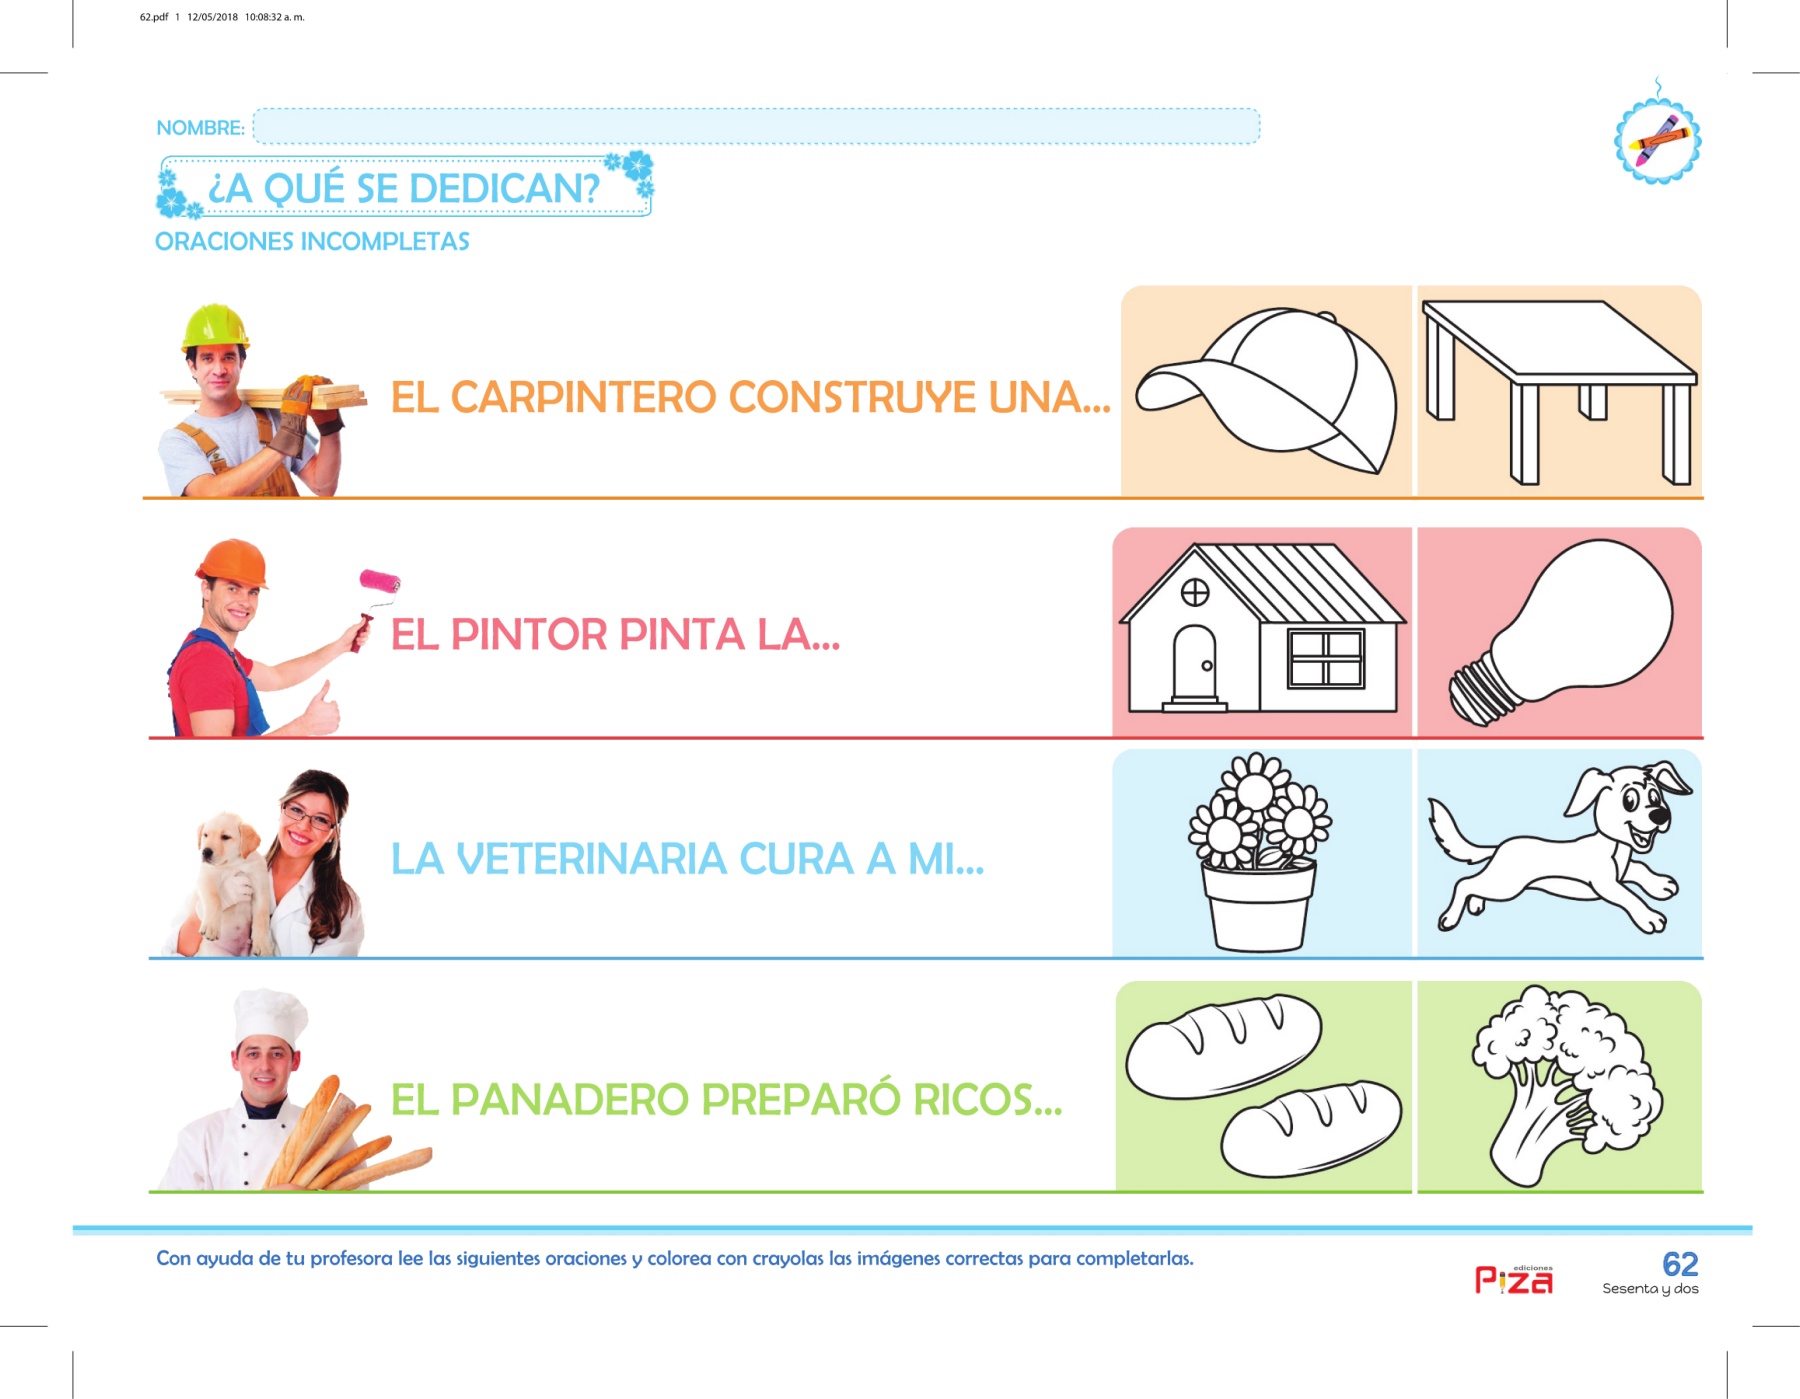 62.pdf 1 12/05/2018 10:08:32 a. m.
NOMBRE:
¿A QUÉ SE DEDICAN?
ORACIONES INCOMPLETAS
EL CARPINTERO CONSTRUYE UNA...
EL PINTOR PINTA LA...
LA VETERINARIA CURA A MI...
EL PANADERO PREPARÓ RICOS...
Con ayuda de tu profesora lee las siguientes oraciones y colorea con crayolas las imágenes correctas para completarlas.
ediciones
Piza
62
Sesenta y dos